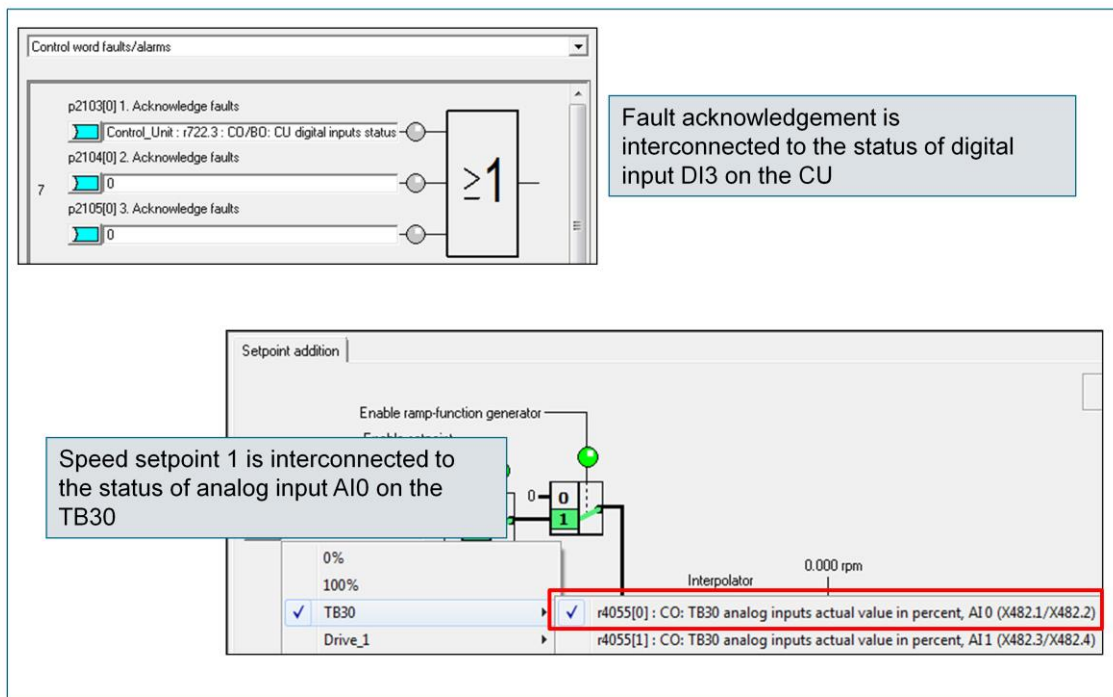 Control word faults/alarms
p2103[0] 1. Acknowledge faults
Control_Unit : r722.3 : CO/BO: CU digital inputs status
p2104[0] 2. Acknowledge faults
7
0
≥1
p2105[0] 3. Acknowledge faults
0
Fault acknowledgement is
interconnected to the status of digital
input DI3 on the CU
Setpoint addition
Enable ramp-function generator
Speed setpoint 1 is interconnected to
the status of analog input AI0 on the
TB30
0
0
1
0%
100%
TB30
Drive_1
0.000 rpm
Interpolator
r4055[0] : CO: TB30 analog inputs actual value in percent, AI 0 (X482.1/X482.2)
r4055[1] : CO: TB30 analog inputs actual value in percent, AI 1 (X482.3/X482.4)